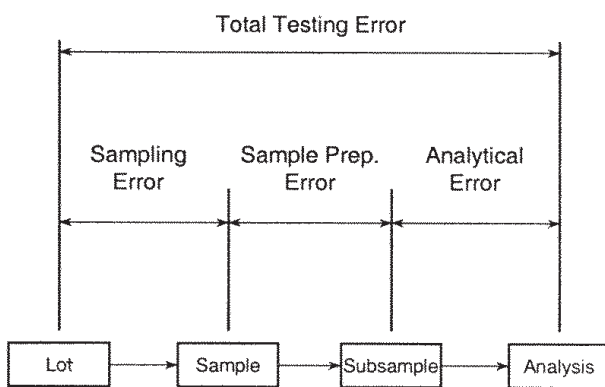 Total Testing Error
Sampling
Error
Sample Prep.
Error
Analytical
Error
Lot
Sample
Subsample
Analysis